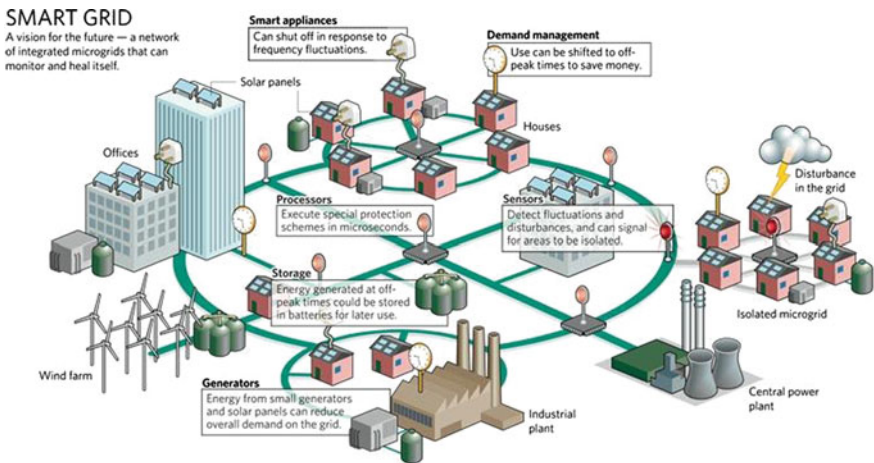 SMART GRID
A vision for the future — a network
of integrated microgrids that can
monitor and heal itself.
Smart appliances
Can shut off in response to
frequency fluctuations.
Demand management
Use can be shifted to off-
peak times to save money.
Solar panels
Houses
Offices
Disturbance
in the grid
Processors
Execute special protection
schemes in microseconds.
Sensors
Detect fluctuations and
disturbances, and can signal
for areas to be isolated.
Storage
Energy generated at off-
peak times could be stored
in batteries for later use.
Isolated microgrid
Wind farm
Generators
Energy from small generators
and solar panels can reduce
overall demand on the grid.
Industrial
plant
Central power
plant